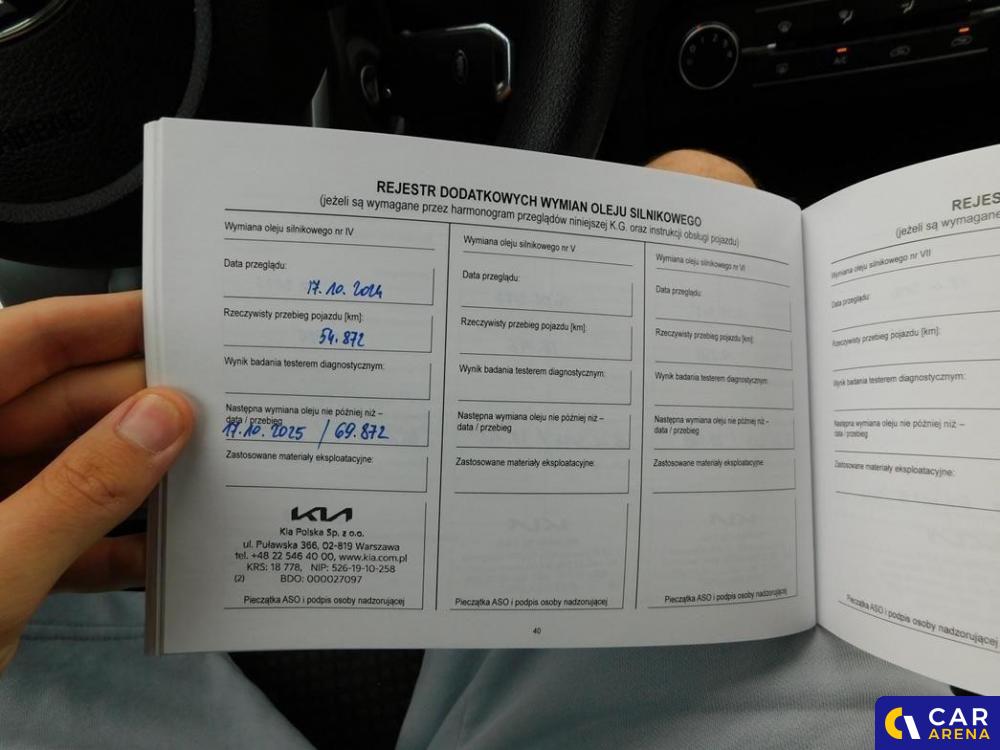 REJESTR DODATKOWYCH WYMIAN OLEJU SILNIKOWEGO
(jeżeli są wymagane przez harmonogram przeglądów niniejszej K.G. oraz instrukcji obsługi pojazdu)
Wymiana oleju silnikowego nr IV
Data przeglądu:
17.10.2024
Rzeczywisty przebieg pojazdu [km]:
54.872
Wynik badania testerem diagnostycznym:
Następna wymiana oleju nie później niż –
data / przebieg
17.10.2025 / 69.872
Zastosowane materiały eksploatacyjne:
KIA
Kia Polska Sp. z o.o.
ul. Puławska 366, 02-819 Warszawa
tel. +48 22 546 40 00, www.kia.com.pl
KRS: 18 778, NIP: 526-19-10-258
(2) BDO: 000027097
Pieczątka ASO i podpis osoby nadzorującej
Wymiana oleju silnikowego nr V
Data przeglądu:
Rzeczywisty przebieg pojazdu [km]:
Wynik badania testerem diagnostycznym:
Następna wymiana oleju nie później niż –
data / przebieg
Zastosowane materiały eksploatacyjne:
Pieczątka ASO i podpis osoby nadzorującej
Wymiana oleju silnikowego nr VI
Data przeglądu:
Rzeczywisty przebieg pojazdu [km]:
Wynik badania testerem diagnostycznym:
Następna wymiana oleju nie później niż –
data / przebieg
Zastosowane materiały eksploatacyjne:
Pieczątka ASO i podpis osoby nadzorującej
40
REJES
(jeżeli są wymagane
Wymiana oleju silnikowego nr VII
Data przeglądu:
Rzeczywisty przebieg pojazdu [km]:
Wynik badania testerem diagnostycznym:
Następna wymiana oleju nie później niż –
data / przebieg
Zastosowane materiały eksploatacyjne:
Pieczątka ASO i podpis osoby nadzorującej
A/C
CAR
ARENA